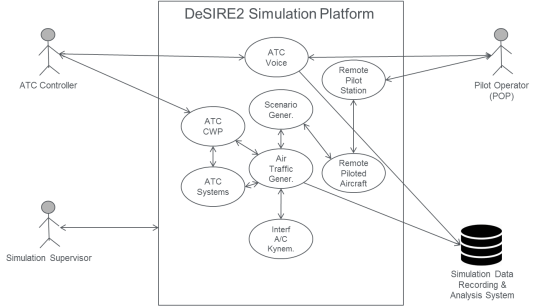 DeSIRE2 Simulation Platform
ATC
Voice
Remote
Pilot
Station
ATC Controller
Pilot Operator
(POP)
Scenario
Gener.
ATC
CWP
Air
Traffic
Gener.
Remote
Piloted
Aircraft
ATC
Systems
Interf
A/C
Kynem.
Simulation Supervisor
Simulation Data
Recording &
Analysis System